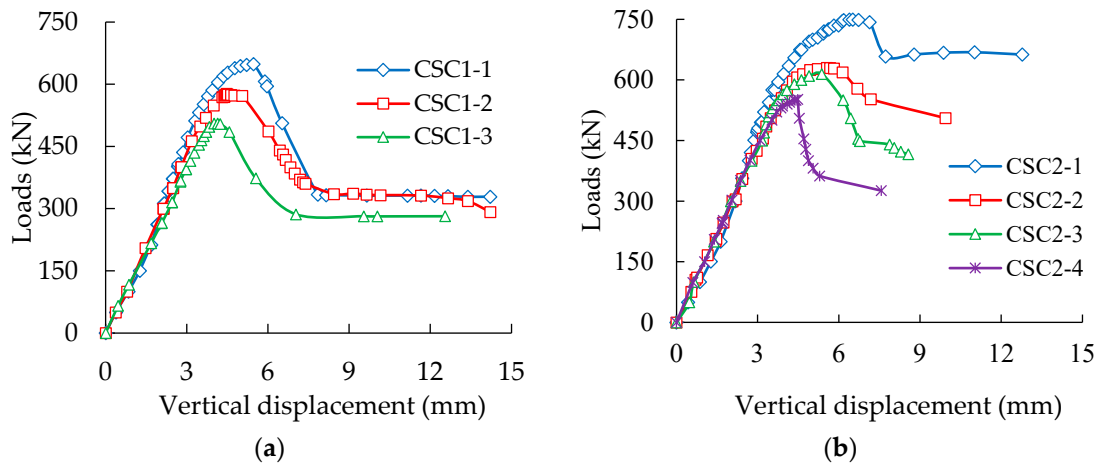 750
600
450
300
150
0
Loads (kN)
CSC1-1
CSC1-2
CSC1-3
0 3 6 9 12 15
Vertical displacement (mm)
(a)
750
600
450
300
150
0
Loads (kN)
CSC2-1
CSC2-2
CSC2-3
CSC2-4
0 3 6 9 12 15
Vertical displacement (mm)
(b)